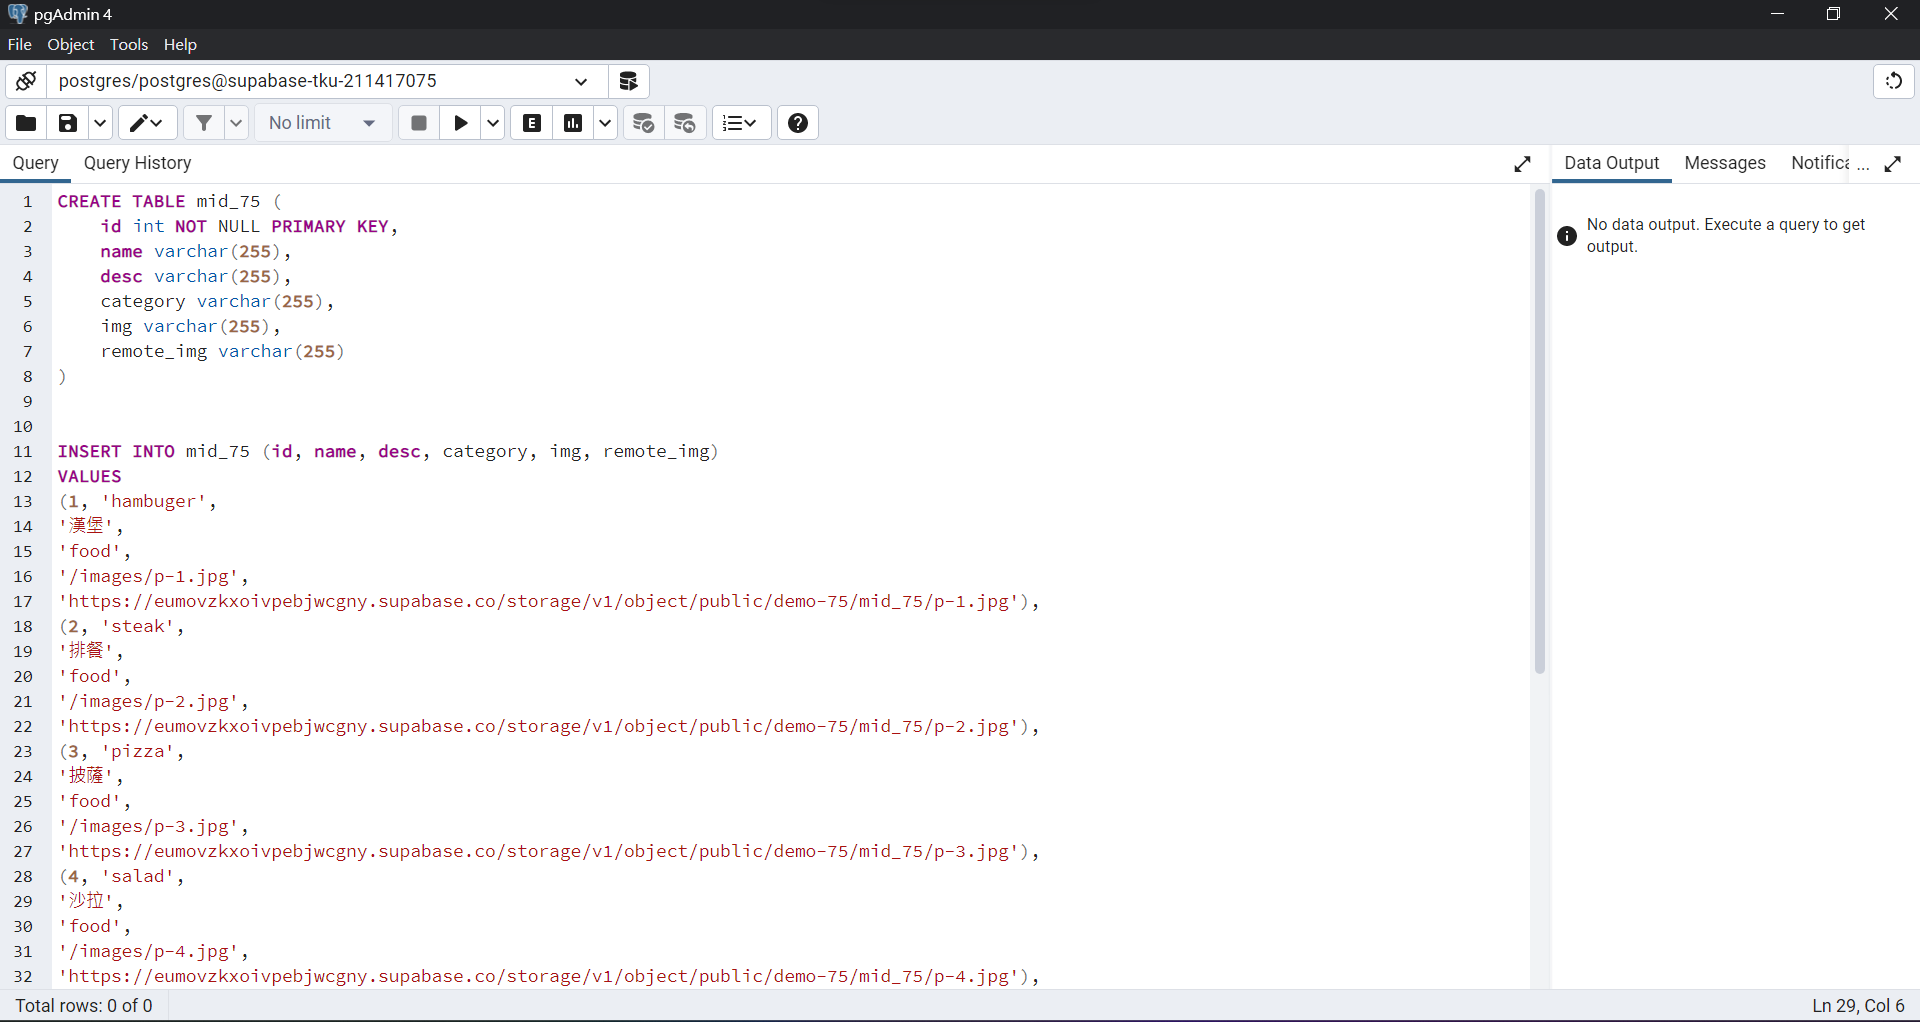 pgAdmin 4
File Object Tools Help
postgres/postgres@supabase-tku-211417075
No limit
E
Query Query History
Data Output Messages Notifica ...
1 CREATE TABLE mid_75 (
2 id int NOT NULL PRIMARY KEY,
3 name varchar(255),
4 desc varchar(255),
5 category varchar(255),
6 img varchar(255),
7 remote_img varchar(255)
8 )
9
10
11 INSERT INTO mid_75 (id, name, desc, category, img, remote_img)
12 VALUES
13 (1, 'hambuger',
14 '漢堡',
15 'food',
16 '/images/p-1.jpg',
17 'https://eumovzkxoivpebjwcgny.supabase.co/storage/v1/object/public/demo-75/mid_75/p-1.jpg'),
18 (2, 'steak',
19 '排餐',
20 'food',
21 '/images/p-2.jpg',
22 'https://eumovzkxoivpebjwcgny.supabase.co/storage/v1/object/public/demo-75/mid_75/p-2.jpg'),
23 (3, 'pizza',
24 '披薩',
25 'food',
26 '/images/p-3.jpg',
27 'https://eumovzkxoivpebjwcgny.supabase.co/storage/v1/object/public/demo-75/mid_75/p-3.jpg'),
28 (4, 'salad',
29 '沙拉',
30 'food',
31 '/images/p-4.jpg',
32 'https://eumovzkxoivpebjwcgny.supabase.co/storage/v1/object/public/demo-75/mid_75/p-4.jpg'),
No data output. Execute a query to get
output.
Total rows: 0 of 0
Ln 29, Col 6